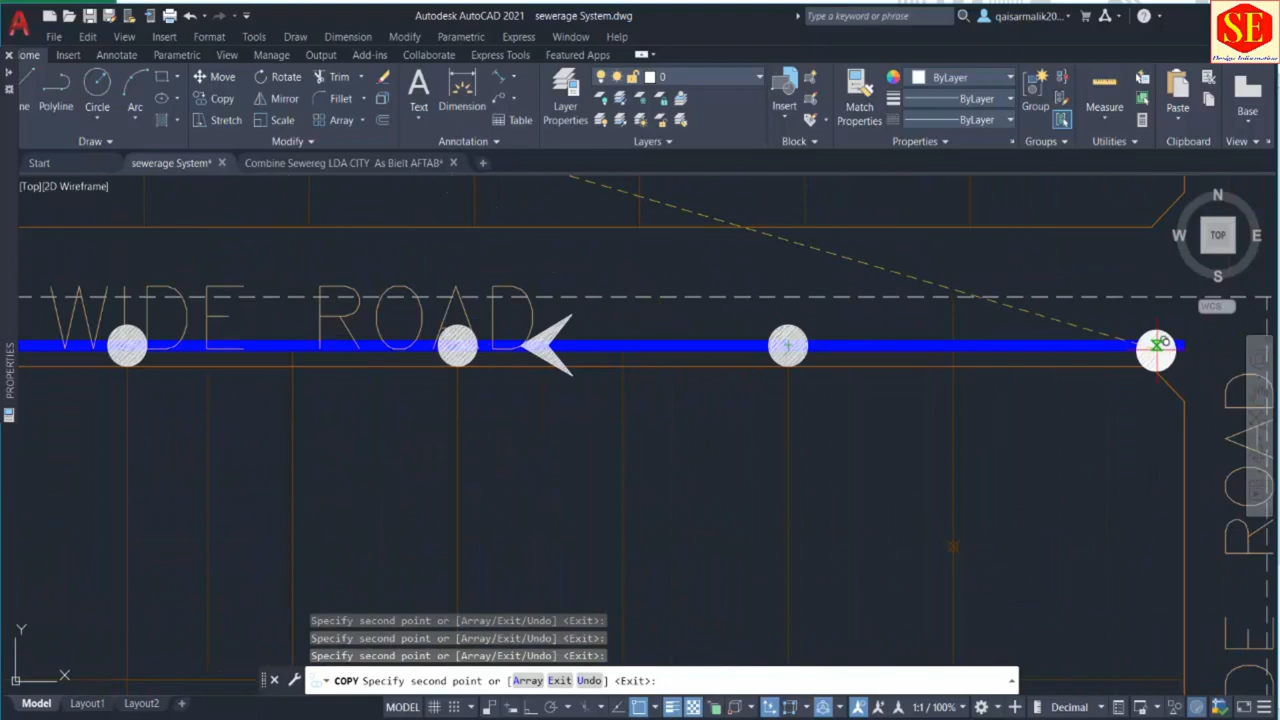 Autodesk AutoCAD 2021 sewerage System.dwg
Type a keyword or phrase
qaisarmalik20...
SE
Design Information
File Edit View Insert Format Tools Draw Dimension Modify Parametric Express Window Help
ome Insert Annotate Parametric View Manage Output Add-ins Collaborate Express Tools Featured Apps
Move Rotate Trim
Copy Mirror Fillet
Stretch Scale Array
ne Polyline Circle Arc
Text Dimension
Table
Layer Properties
0
Insert
Match Properties
ByLayer
ByLayer
ByLayer
Group
Measure
Paste
Base
Draw Modify Annotation Layers Block Properties Groups Utilities Clipboard View
Start sewerage System* Combine Sewereg LDA CITY As Bielt AFTAB*
[Top][2D Wireframe]
N
W TOP E
S
WCS
WIDE ROAD
DE ROAD
PROPERTIES
Y
X
Specify second point or [Array/Exit/Undo] <Exit>:
Specify second point or [Array/Exit/Undo] <Exit>:
Specify second point or [Array/Exit/Undo] <Exit>:
COPY Specify second point or [Array Exit Undo] <Exit>:
Model Layout1 Layout2
MODEL 1:1 / 100% Decimal